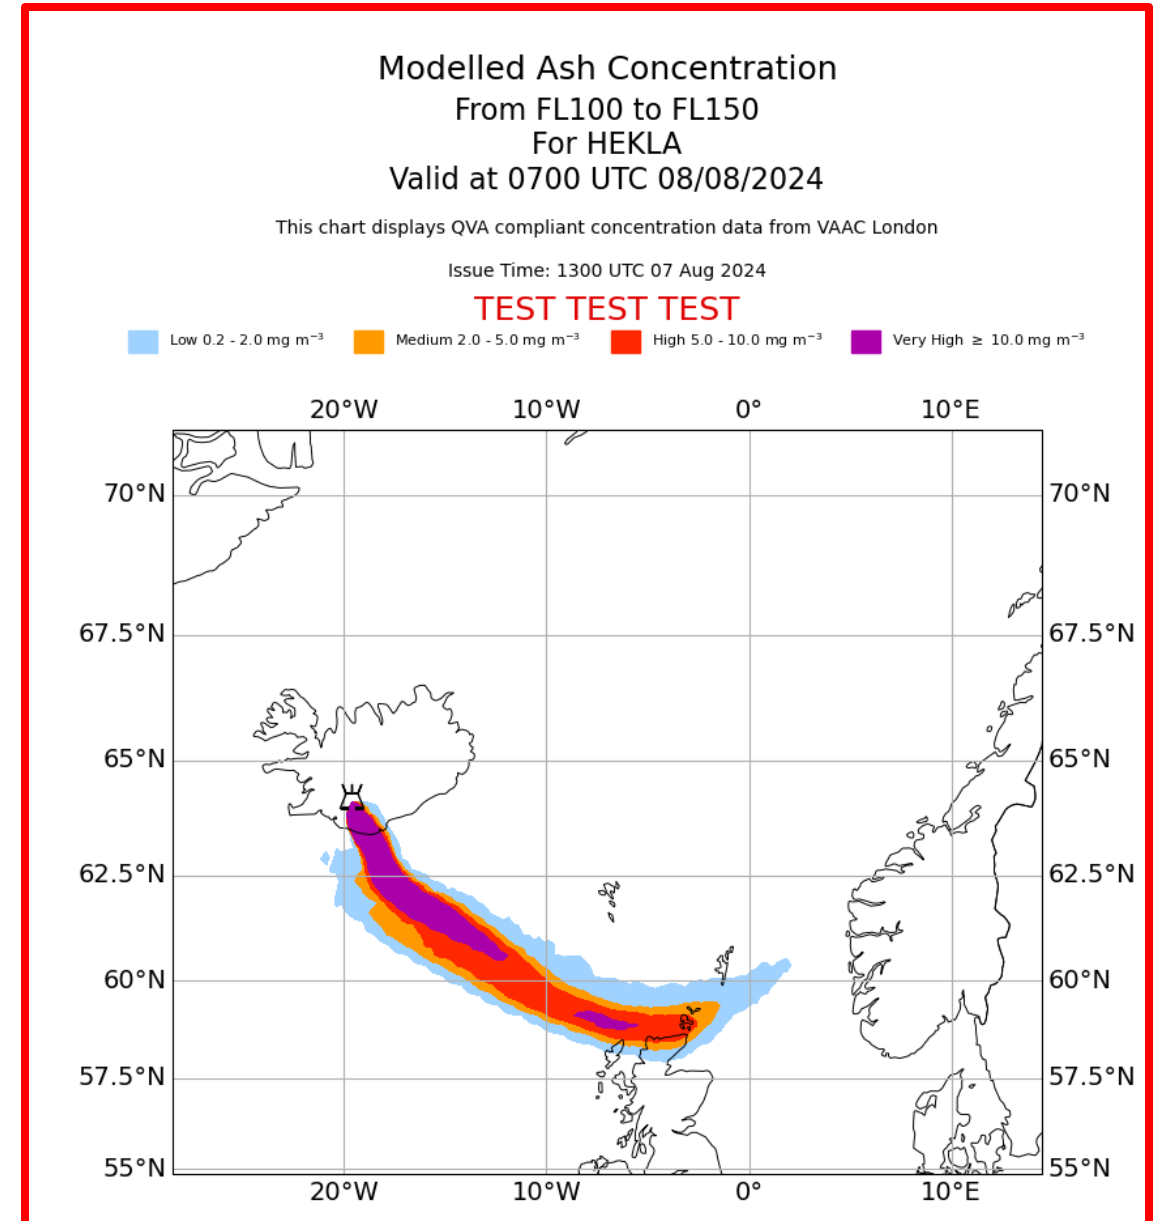 Modelled Ash Concentration
From FL100 to FL150
For HEKLA
Valid at 0700 UTC 08/08/2024
This chart displays QVA compliant concentration data from VAAC London
Issue Time: 1300 UTC 07 Aug 2024
TEST TEST TEST
Low 0.2 - 2.0 mg m⁻³ Medium 2.0 - 5.0 mg m⁻³ High 5.0 - 10.0 mg m⁻³ Very High ≥ 10.0 mg m⁻³
20°W 10°W 0° 10°E
70°N 70°N
67.5°N 67.5°N
65°N 65°N
62.5°N 62.5°N
60°N 60°N
57.5°N 57.5°N
55°N 55°N
20°W 10°W 0° 10°E